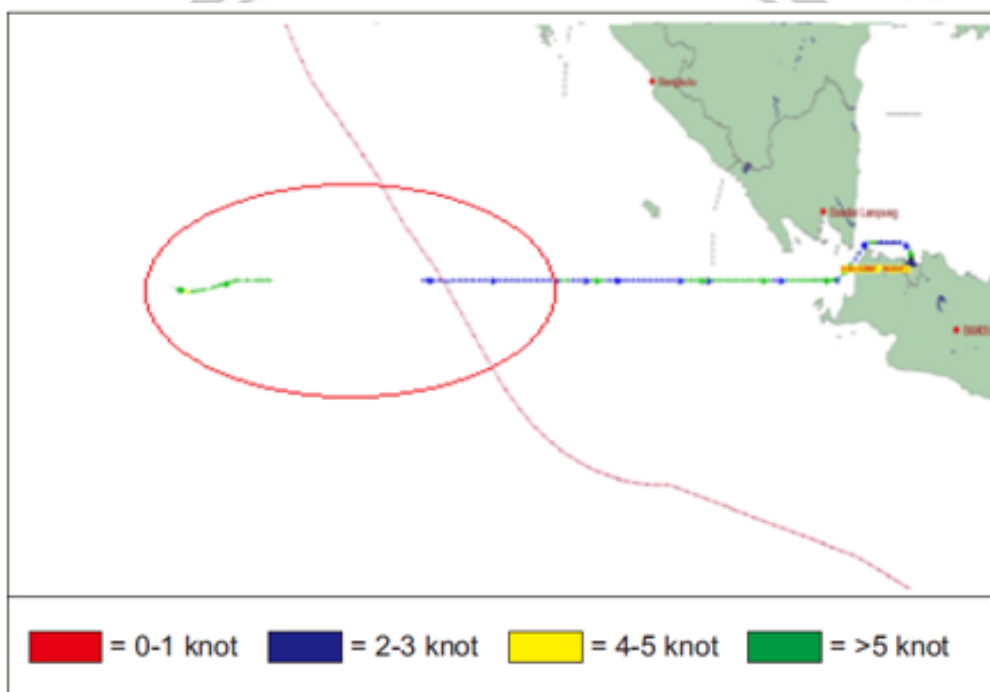 Bengkulu
Bandar Lampung
= 0-1 knot
= 2-3 knot
= 4-5 knot
= >5 knot